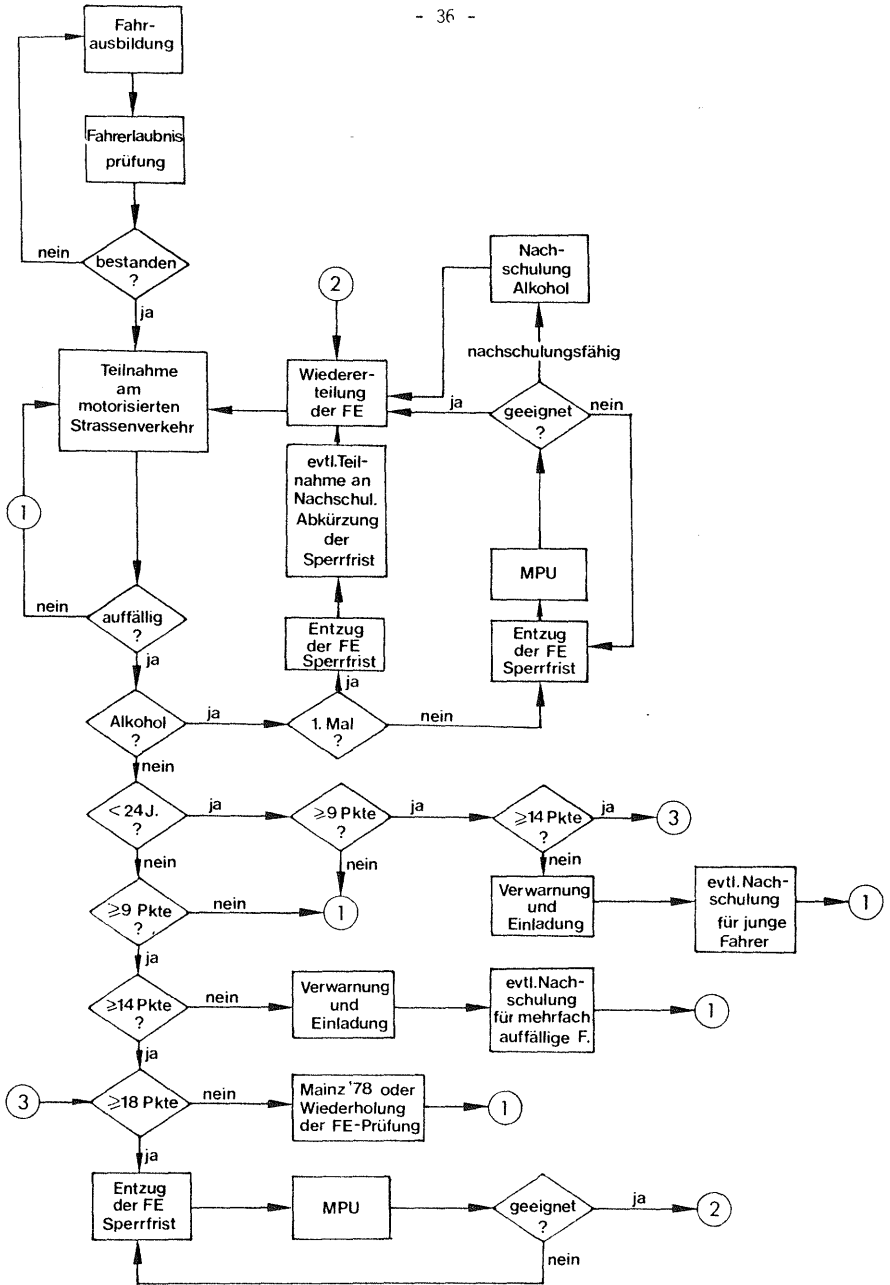 - 36 -
Fahr-
ausbildung
Fahrerlaubnis
prüfung
nein
bestanden
?
ja
Teilnahme
am
motorisierten
Strassenverkehr
1
nein
auffällig
?
ja
2
Wiederer-
teilung
der FE
evtl.Teil-
nahme an
Nachschul.
Abkürzung
der
Sperrfrist
Entzug
der FE
Sperrfrist
ja
Nach-
schulung
Alkohol
nachschulungsfähig
ja
geeignet
?
nein
MPU
Entzug
der FE
Sperrfrist
Alkohol
?
ja
1. Mal
?
nein
nein
< 24 J.
?
ja
≥9 Pkte
?
ja
≥14 Pkte
?
ja
3
nein
nein
nein
Verwarnung
und
Einladung
evtl. Nach-
schulung
für junge
Fahrer
1
≥9 Pkte
?
nein
1
ja
≥14 Pkte
?
nein
Verwarnung
und
Einladung
evtl.Nach-
schulung
für mehrfach
auffällige F.
1
ja
3
≥18 Pkte
?
nein
Mainz '78 oder
Wiederholung
der FE-Prüfung
1
ja
Entzug
der FE
Sperrfrist
MPU
geeignet
?
ja
2
nein